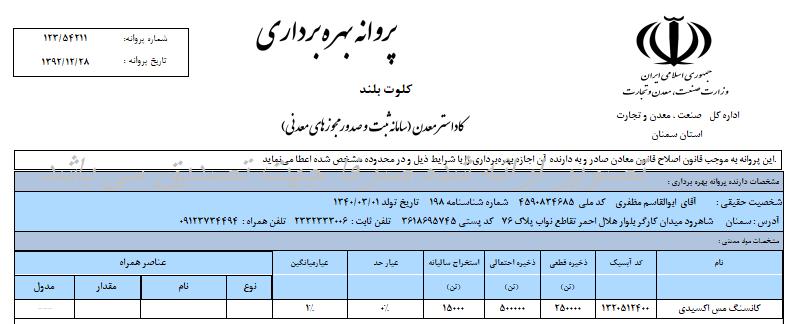 پروانه بهره برداری
شماره پروانه: ۱۲۳/۵۴۲۱۱
تاریخ پروانه : ۱۳۹۲/۱۲/۲۸
جمهوری اسلامی ایران
وزارت صنعت، معدن و تجارت
اداره کل صنعت ، معدن و تجارت
استان سمنان
کلوت بلند
کاداستر معدن (سامانه ثبت و صدور مجوزهای معدنی)
این پروانه به موجب قانون اصلاح قانون معادن صادر و به دارنده آن اجازه بهره‌برداری را با شرایط ذیل و در محدوده مشخص شده اعطا می‌نماید.
مشخصات دارنده پروانه بهره برداری :
شخصیت حقیقی : آقای ابوالقاسم مظفری کد ملی ۴۵۹۰۸۳۴۶۸۵ شماره شناسنامه ۱۹۸ تاریخ تولد ۱۳۴۰/۰۳/۰۱
آدرس : سمنان شاهرود میدان کارگر بلوار هلال احمر تقاطع نواب پلاک ۷۶ کد پستی ۳۶۱۸۶۹۵۷۴۵ تلفن ثابت : ۲۳۳۲۳۳۳۰۰۶ تلفن همراه : ۰۹۱۲۳۷۳۴۴۹۴
مشخصات مواد معدنی :
نام کد آیسیک ذخیره قطعی (تن) ذخیره احتمالی (تن) استخراج سالیانه (تن) عیار حد عیارمیانگین عناصر همراه
نوع نام مقدار مدول
کانسنگ مس اکسیدی ۱۳۲۰۵۱۲۴۰۰ ۲۵۰۰۰۰ ۵۰۰۰۰۰ ۱۵۰۰۰ ۰% ۱% ----